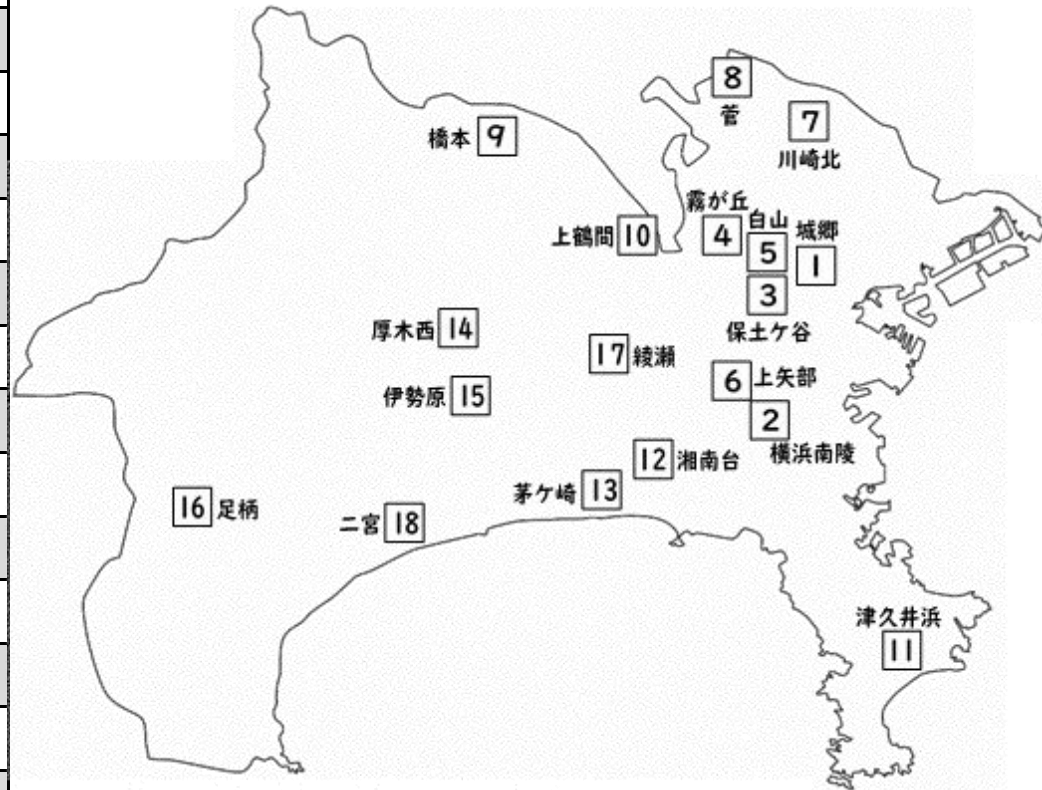 8
菅
7
川崎北
橋本 9
霧が丘
4
白山
5
城郷
1
上鶴間 10
3
保土ケ谷
厚木西 14
17 綾瀬
6 上矢部
伊勢原 15
2
横浜南陵
12 湘南台
茅ケ崎 13
16 足柄
二宮 18
津久井浜
11